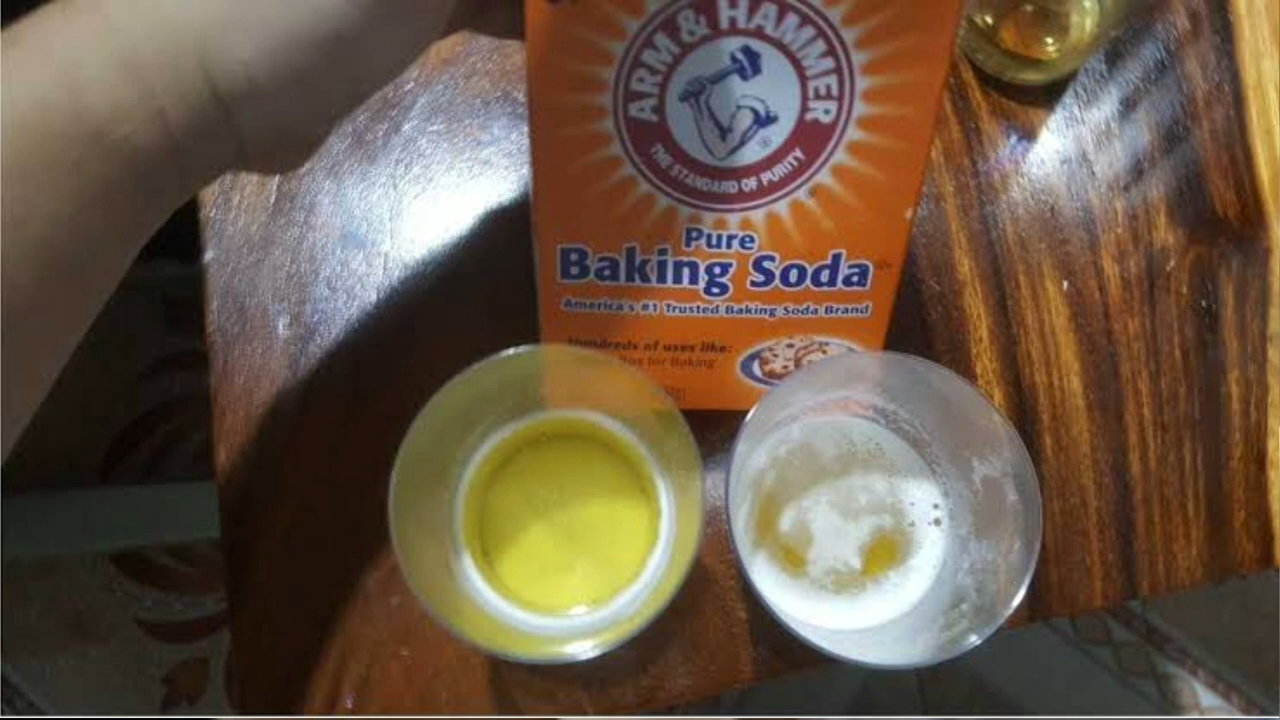 ARM & HAMMER
THE STANDARD OF PURITY
®
Pure
Baking Soda
America's #1 Trusted Baking Soda Brand
Hundreds of uses like:
Box for Baking